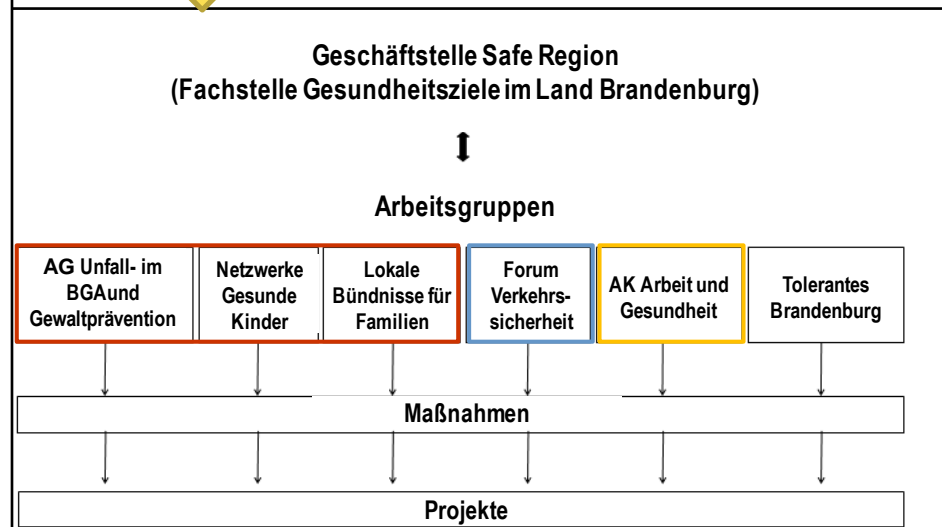 Geschäftstelle Safe Region
(Fachstelle Gesundheitsziele im Land Brandenburg)
Arbeitsgruppen
AG Unfall- im
BGAund
Gewaltprävention
Netzwerke
Gesunde
Kinder
Lokale
Bündnisse für
Familien
Forum
Verkehrs-
sicherheit
AK Arbeit und
Gesundheit
Tolerantes
Brandenburg
Maßnahmen
Projekte